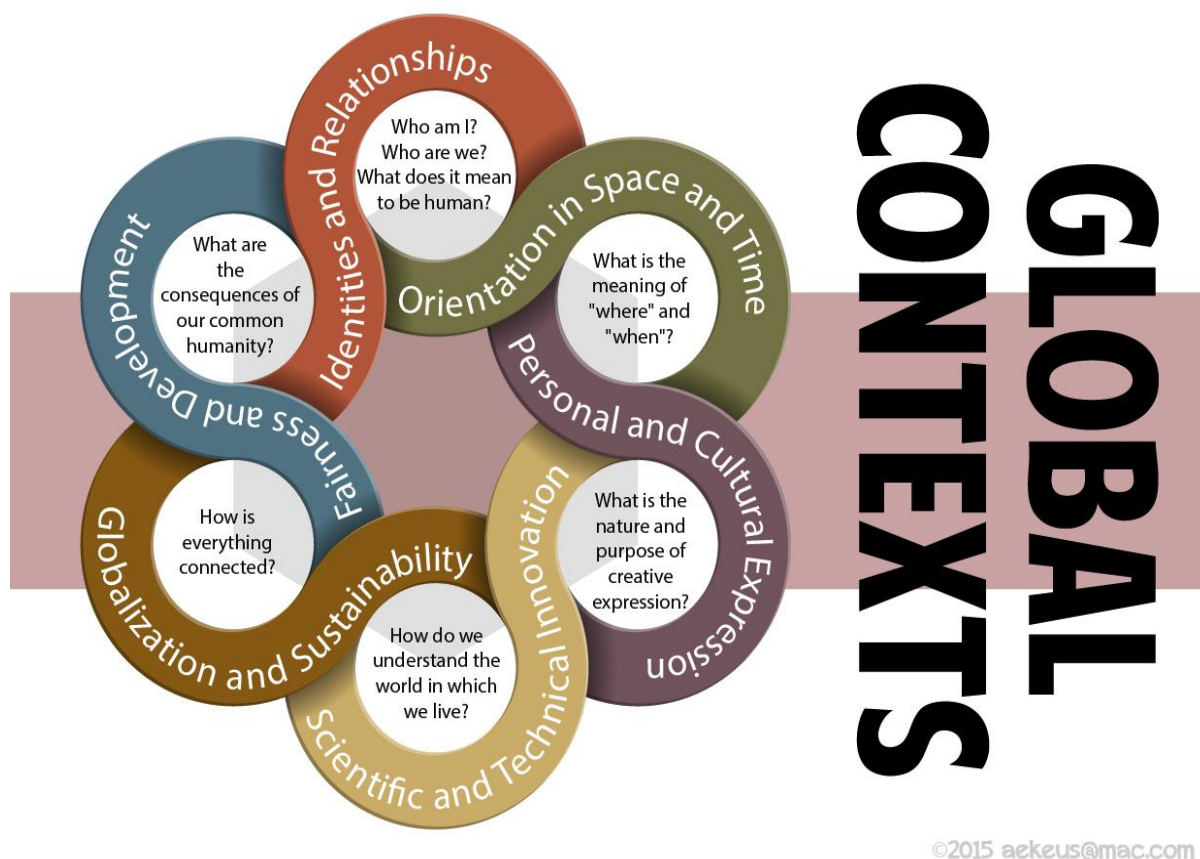 Identities and Relationships
Who am I?
Who are we?
What does it mean
to be human?
Orientation in Space and Time
What is the
meaning of
"where" and
"when"?
Personal and Cultural Expression
What is the
nature and
purpose of
creative
expression?
Scientific and Technical Innovation
How do we
understand the
world in which
we live?
Globalization and Sustainability
How is
everything
connected?
Fairness and Development
What are
the
consequences of
our common
humanity?
GLOBAL
CONTEXTS
©2015 aekeus@mac.com